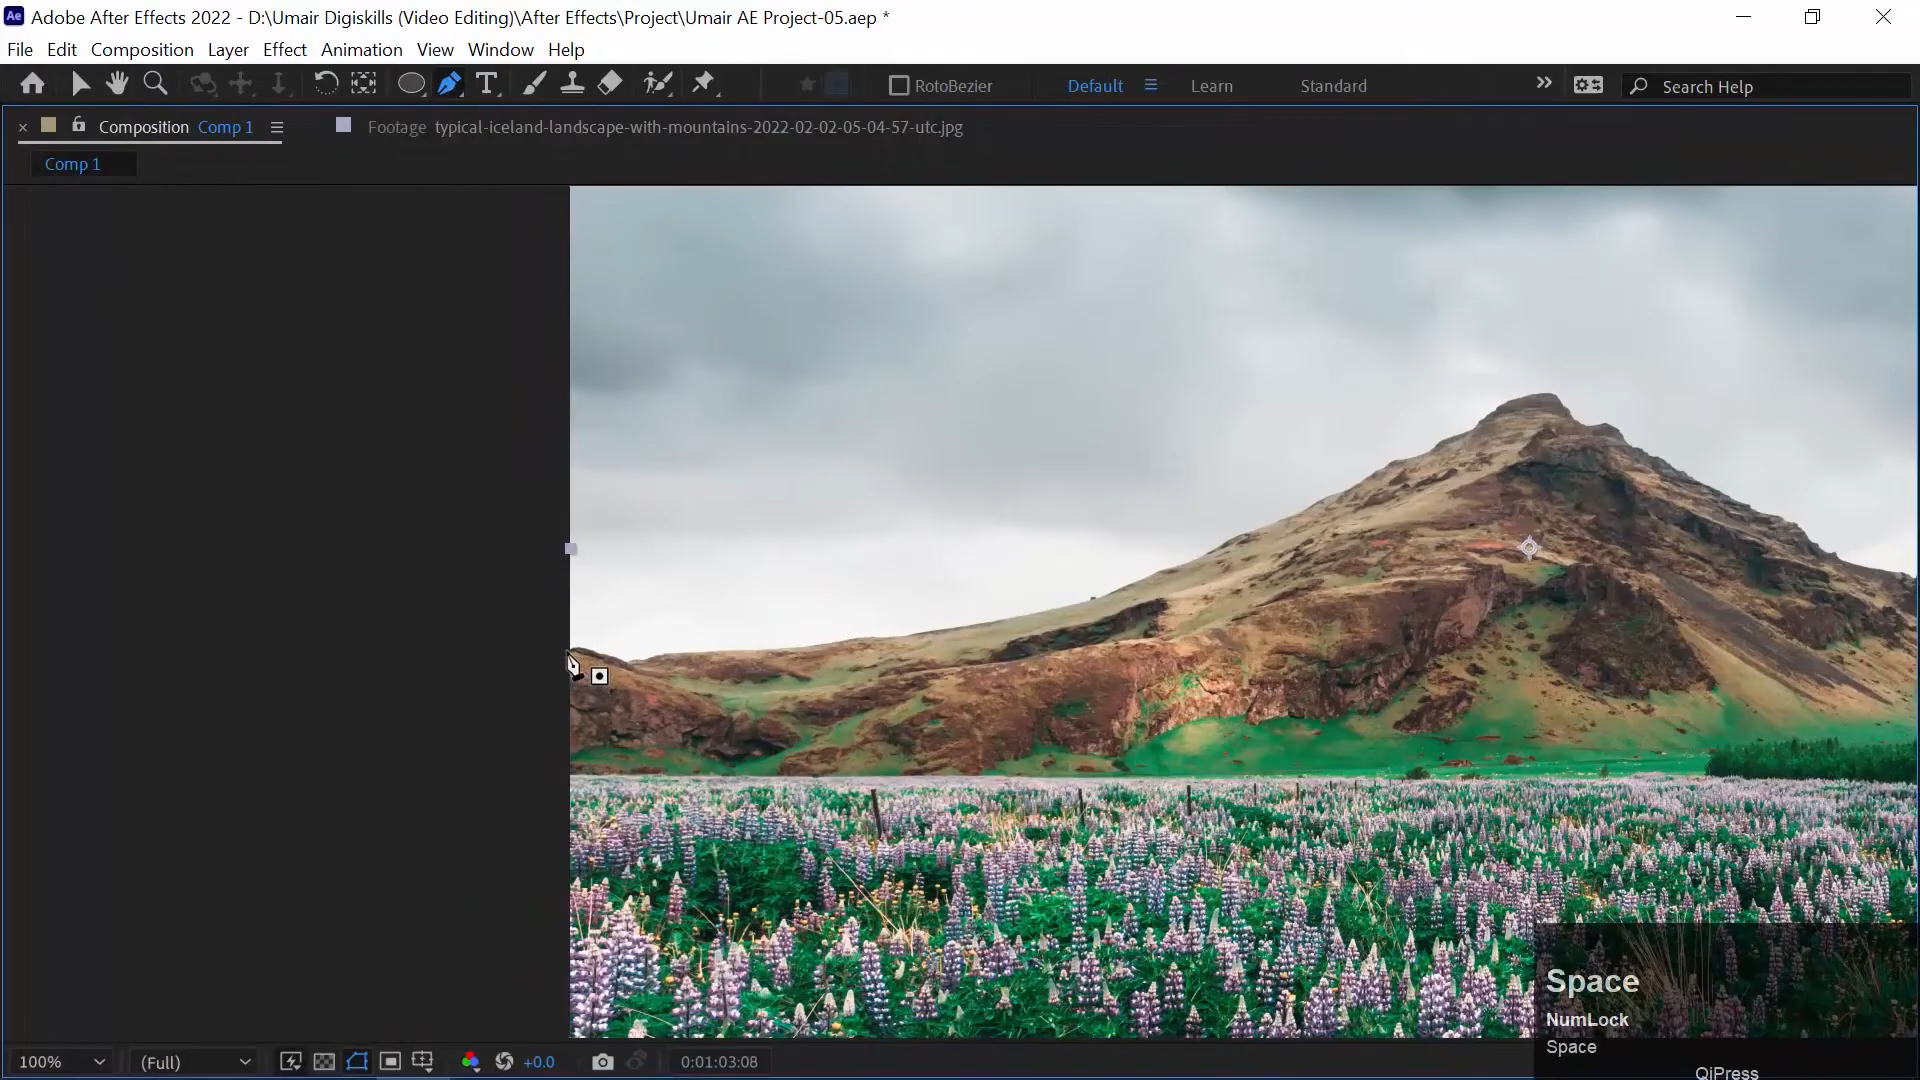 Ae Adobe After Effects 2022 - D:\Umair Digiskills (Video Editing)\After Effects\Project\Umair AE Project-05.aep *
File Edit Composition Layer Effect Animation View Window Help
RotoBezier Default Learn Standard Search Help
Composition Comp 1 Footage typical-iceland-landscape-with-mountains-2022-02-02-05-04-57-utc.jpg
Comp 1
Space
NumLock
Space
QiPress
100% (Full) +0.0 0:01:03:08